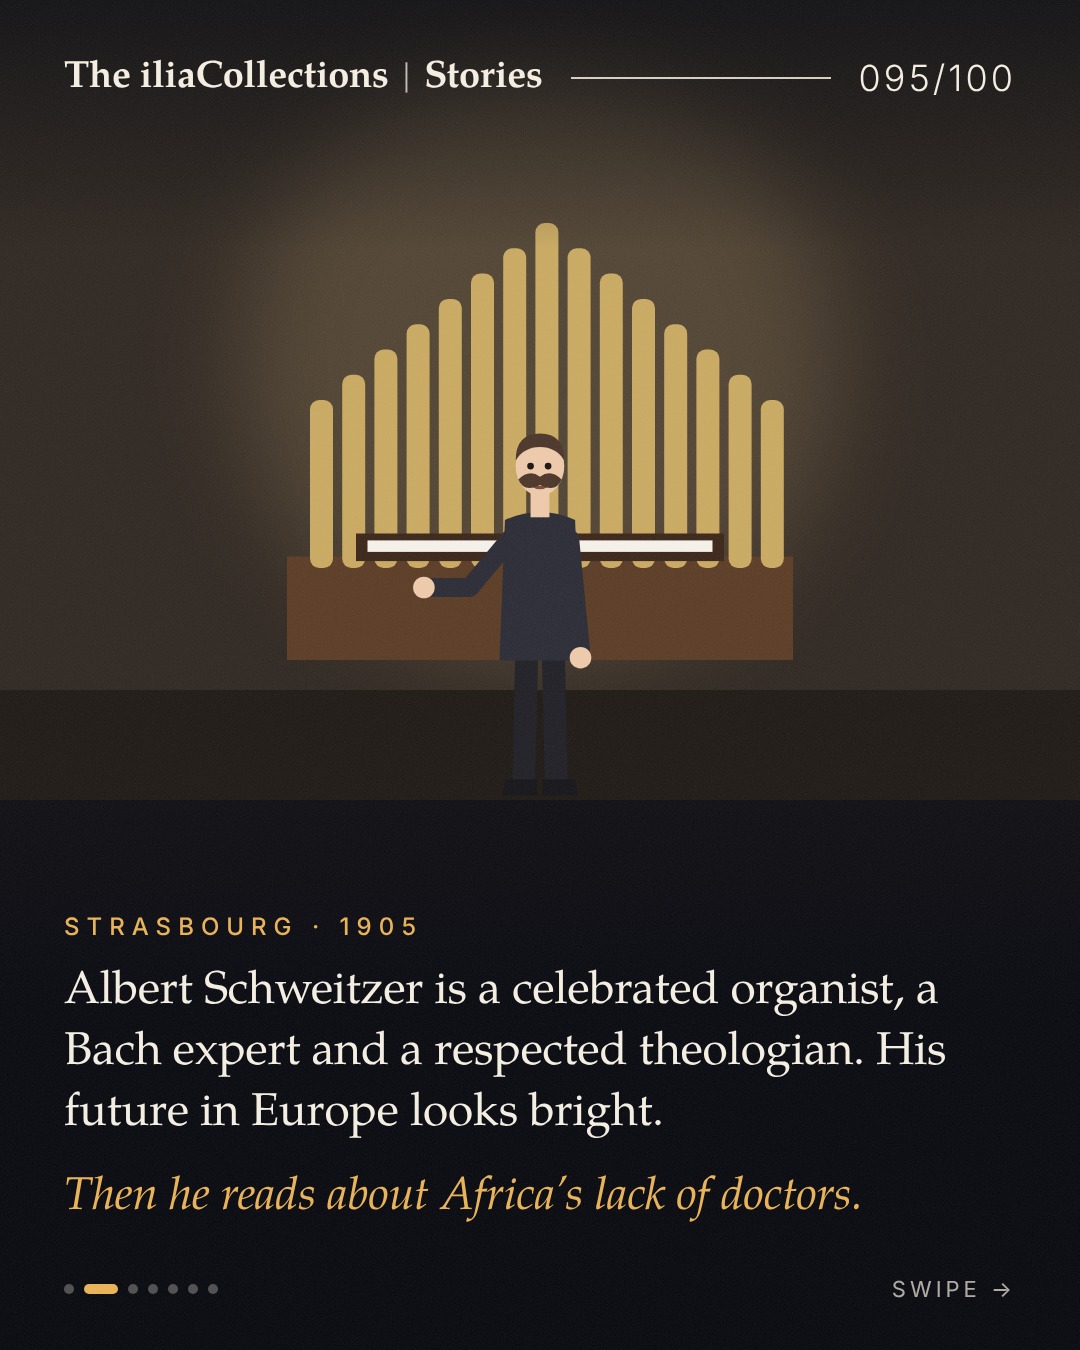 The iliaCollections | Stories 095/100
STRASBOURG · 1905
Albert Schweitzer is a celebrated organist, a
Bach expert and a respected theologian. His
future in Europe looks bright.
Then he reads about Africa’s lack of doctors.
SWIPE →